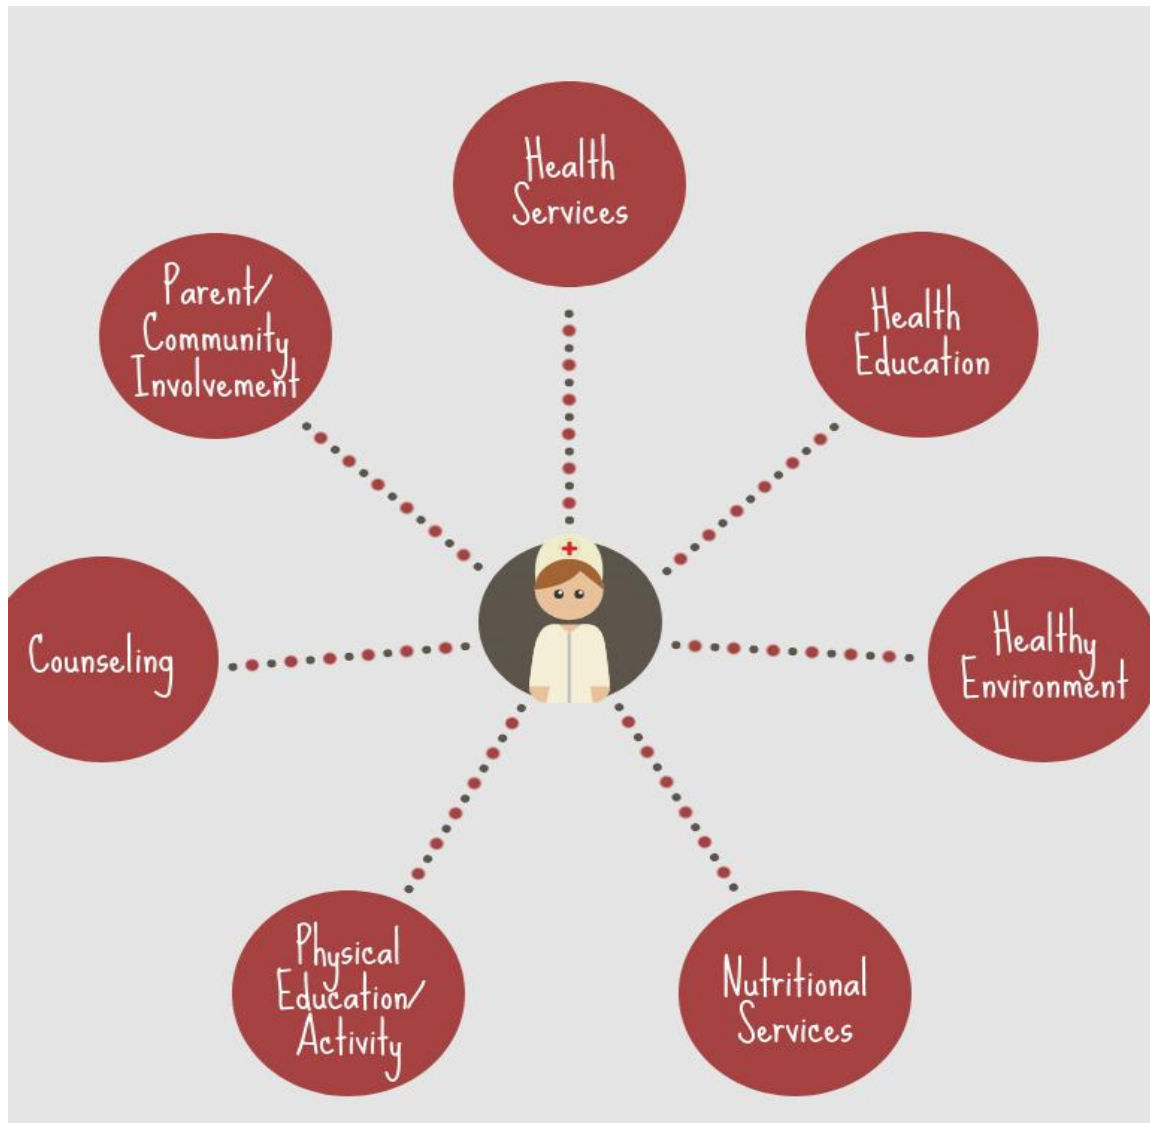 Health
Services
Health
Education
Healthy
Environment
Nutritional
Services
Physical
Education/
Activity
Counseling
Parent/
Community
Involvement